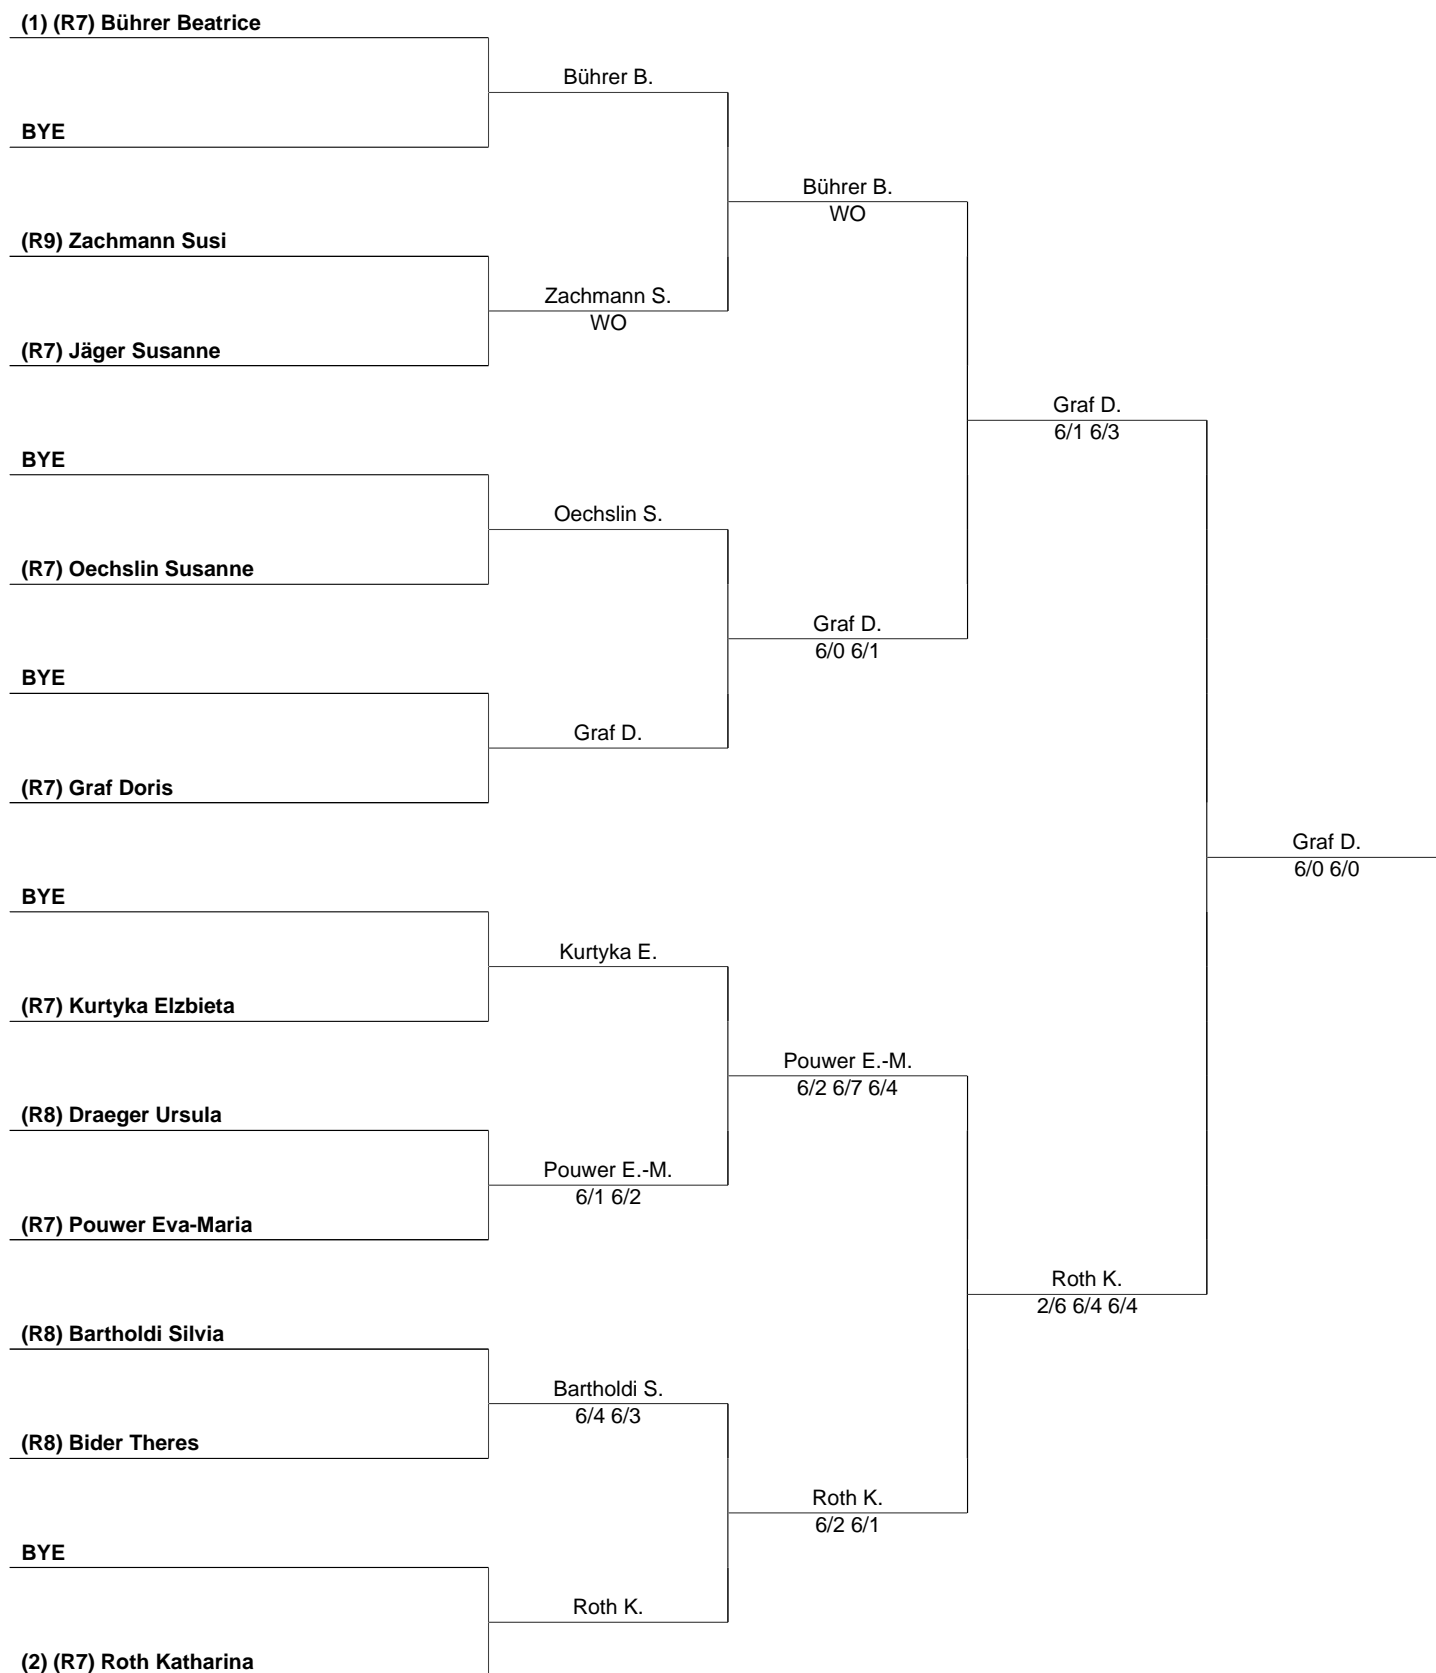 (1) (R7) Bührer Beatrice
Bührer B.
BYE
Bührer B.
WO
(R9) Zachmann Susi
Zachmann S.
WO
(R7) Jäger Susanne
Graf D.
6/1 6/3
BYE
Oechslin S.
(R7) Oechslin Susanne
Graf D.
6/0 6/1
BYE
Graf D.
(R7) Graf Doris
Graf D.
6/0 6/0
BYE
Kurtyka E.
(R7) Kurtyka Elzbieta
Pouwer E.-M.
6/2 6/7 6/4
(R8) Draeger Ursula
Pouwer E.-M.
6/1 6/2
(R7) Pouwer Eva-Maria
Roth K.
2/6 6/4 6/4
(R8) Bartholdi Silvia
Bartholdi S.
6/4 6/3
(R8) Bider Theres
Roth K.
6/2 6/1
BYE
Roth K.
(2) (R7) Roth Katharina